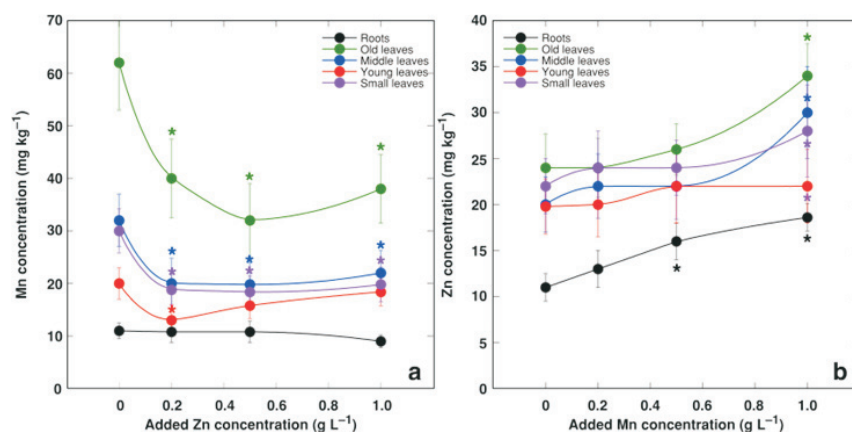 70
60
50
40
30
20
10
0
Mn concentration (mg kg⁻¹)
Roots
Old leaves
Middle leaves
Young leaves
Small leaves
a
0 0.2 0.4 0.6 0.8 1.0
Added Zn concentration (g L⁻¹)
40
35
30
25
20
15
10
5
0
Zn concentration (mg kg⁻¹)
Roots
Old leaves
Middle leaves
Young leaves
Small leaves
b
0 0.2 0.4 0.6 0.8 1.0
Added Mn concentration (g L⁻¹)